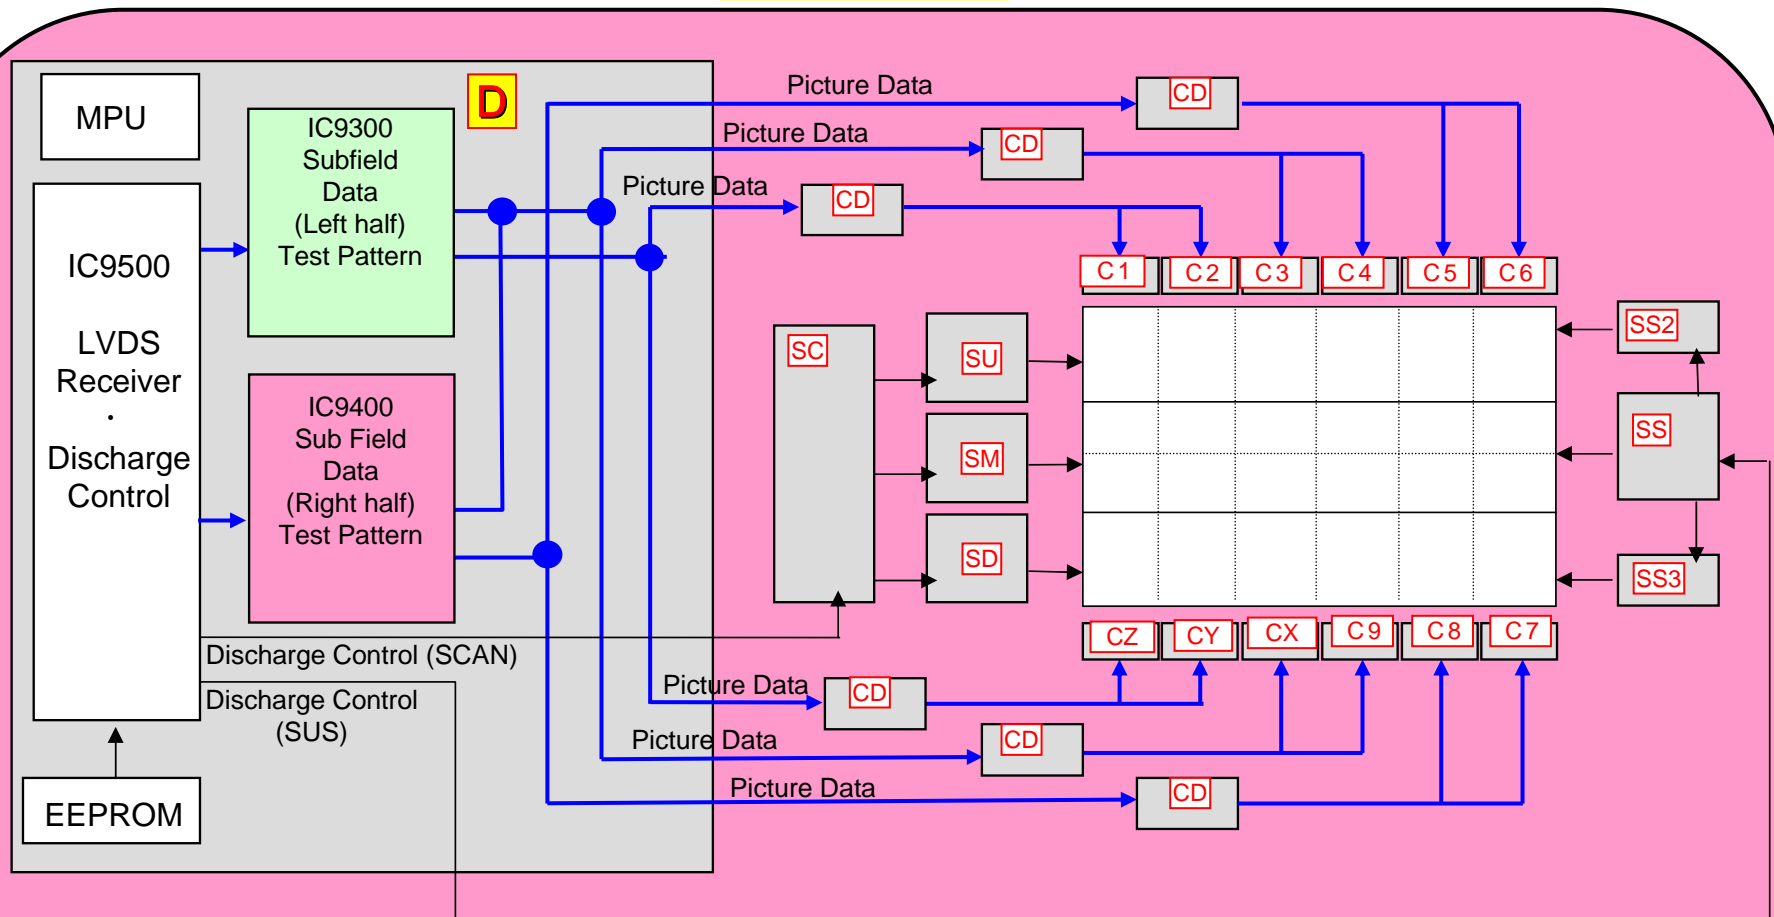 MPU
D
IC9300
Subfield
Data
(Left half)
Test Pattern
IC9500
LVDS
Receiver
·
Discharge
Control
IC9400
Sub Field
Data
(Right half)
Test Pattern
Discharge Control (SCAN)
Discharge Control
(SUS)
EEPROM
Picture Data
CD
Picture Data
CD
Picture Data
CD
C1
C2
C3
C4
C5
C6
SC
SU
SM
SD
SS2
SS
SS3
CZ
CY
CX
C9
C8
C7
Picture Data
CD
Picture Data
CD
Picture Data
CD